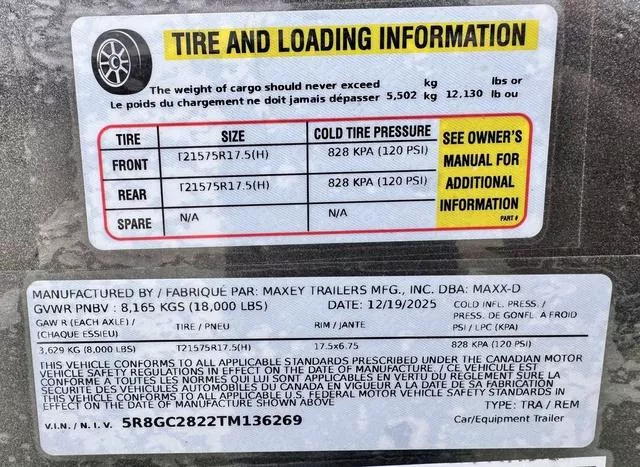 TIRE AND LOADING INFORMATION
The weight of cargo should never exceed kg lbs or
Le poids du chargement ne doit jamais dépasser 5,502 kg 12,130 lb ou
TIRE SIZE COLD TIRE PRESSURE
FRONT T21575R17.5(H) 828 KPA (120 PSI)
REAR T21575R17.5(H) 828 KPA (120 PSI)
SPARE N/A N/A
SEE OWNER'S
MANUAL FOR
ADDITIONAL
INFORMATION
PART #
MANUFACTURED BY / FABRIQUÉ PAR: MAXEY TRAILERS MFG., INC. DBA: MAXX-D
GVWR PNBV : 8,165 KGS (18,000 LBS) DATE: 12/19/2025 COLD INFL. PRESS. /
PRESS. DE GONFL. À FROID
GAW R (EACH AXLE) / TIRE / PNEU RIM / JANTE PSI / LPC (KPA)
(CHAQUE ESSIEU)
3,629 KG (8,000 LBS) T21575R17.5(H) 17.5x6.75 828 KPA (120 PSI)
THIS VEHICLE CONFORMS TO ALL APPLICABLE STANDARDS PRESCRIBED UNDER THE CANADIAN MOTOR
VEHICLE SAFETY REGULATIONS IN EFFECT ON THE DATE OF MANUFACTURE. / CE VÉHICULE EST
CONFORME A TOUTES LES NORMES QUI LUI SONT APPLICABLES EN VERTU DU RÈGLEMENT SUR LA
SÉCURITÉ DES VÉHICULES AUTOMOBILES DU CANADA EN VIGUEUR À LA DATE DE SA FABRICATION
THIS VEHICLE CONFORMS TO ALL APPLICABLE U.S. FEDERAL MOTOR VEHICLE SAFETY STANDARDS IN
EFFECT ON THE DATE OF MANUFACTURE SHOWN ABOVE
TYPE: TRA / REM
V.I.N. / N.I.V. 5R8GC2822TM136269 Car/Equipment Trailer